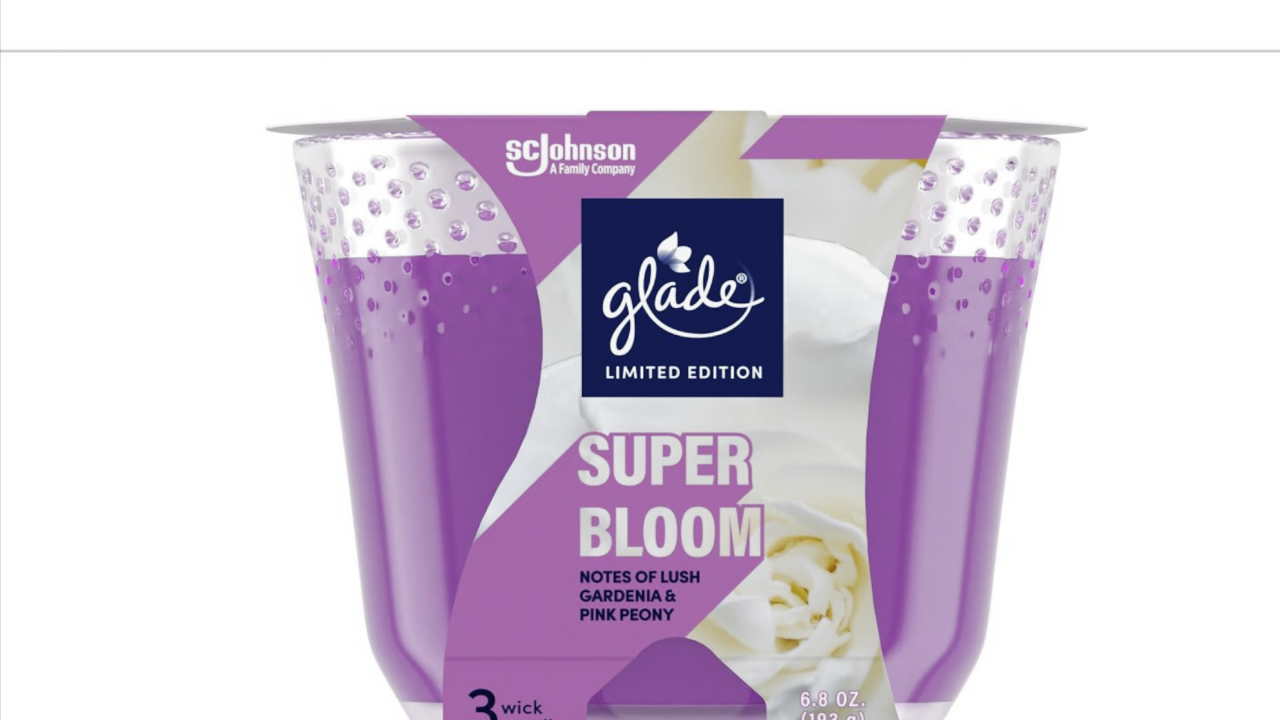 scjohnson
A Family Company
glade®
LIMITED EDITION
SUPER
BLOOM
NOTES OF LUSH
GARDENIA &
PINK PEONY
3 wick
6.8 OZ.
(193 g)